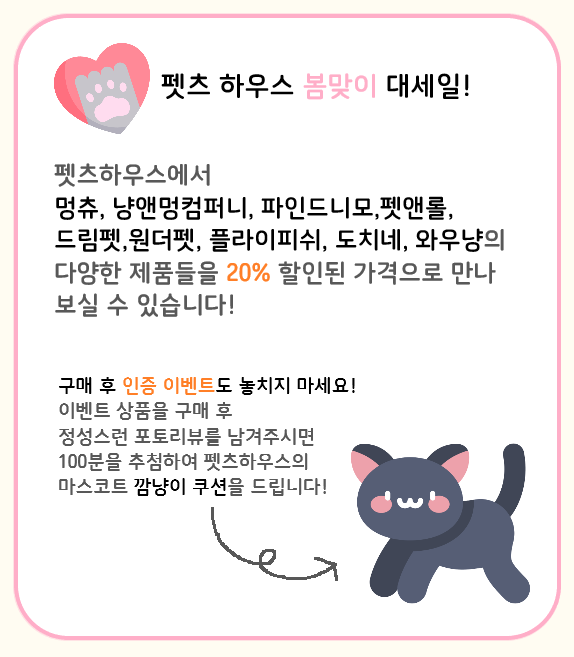 펫츠 하우스 봄맞이 대세일!
펫츠하우스에서
멍츄, 냥앤멍컴퍼니, 파인드니모,펫앤롤,
드림펫,원더펫, 플라이피쉬, 도치네, 와우냥의
다양한 제품들을 20% 할인된 가격으로 만나
보실 수 있습니다!
구매 후 인증 이벤트도 놓치지 마세요!
이벤트 상품을 구매 후
정성스런 포토리뷰를 남겨주시면
100분을 추첨하여 펫츠하우스의
마스코트 깜냥이 쿠션을 드립니다!